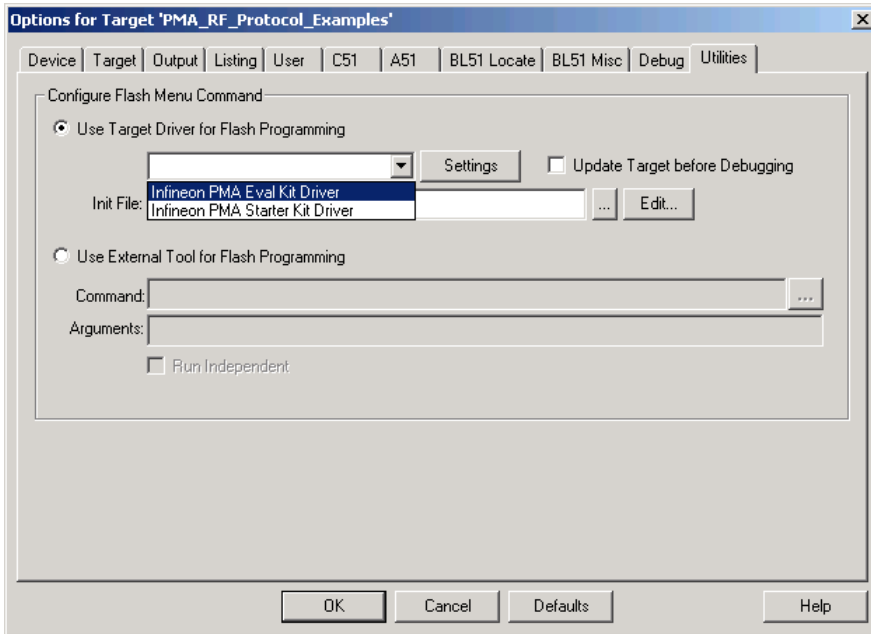 Options for Target 'PMA_RF_Protocol_Examples'
Device Target Output Listing User C51 A51 BL51 Locate BL51 Misc Debug Utilities
Configure Flash Menu Command
Use Target Driver for Flash Programming
Settings Update Target before Debugging
Infineon PMA Eval Kit Driver
Infineon PMA Starter Kit Driver
Init File: ... Edit...
Use External Tool for Flash Programming
Command: ...
Arguments:
Run Independent
OK Cancel Defaults Help